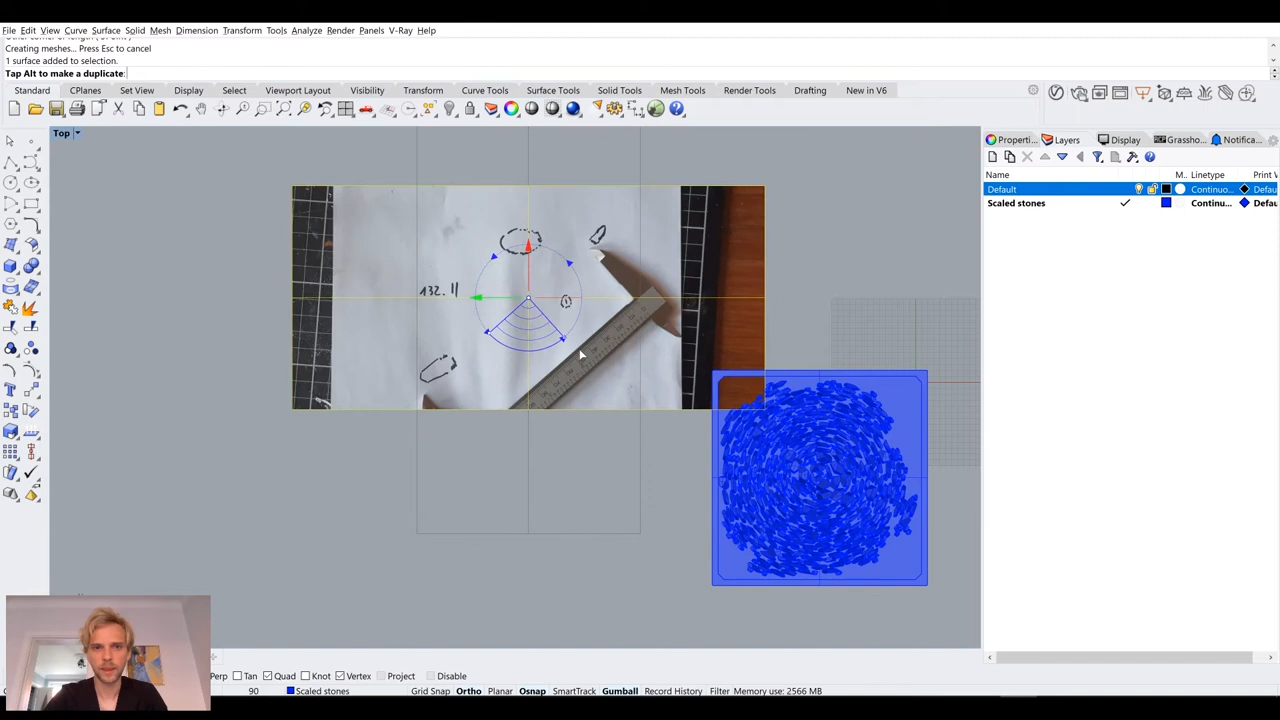 File Edit View Curve Surface Solid Mesh Dimension Transform Tools Analyze Render Panels V-Ray Help
Creating meshes... Press Esc to cancel
1 surface added to selection.
Tap Alt to make a duplicate:
Standard CPlanes Set View Display Select Viewport Layout Visibility Transform Curve Tools Surface Tools Solid Tools Mesh Tools Render Tools Drafting New in V6
Top
Properti... Layers Display Grassho... Notifica...
Name M.. Linetype Print V
Default Continuo... Defau
Scaled stones Continu... Defau
132.11
Perp Tan Quad Knot Vertex Project Disable
90 Scaled stones Grid Snap Ortho Planar Osnap SmartTrack Gumball Record History Filter Memory use: 2566 MB